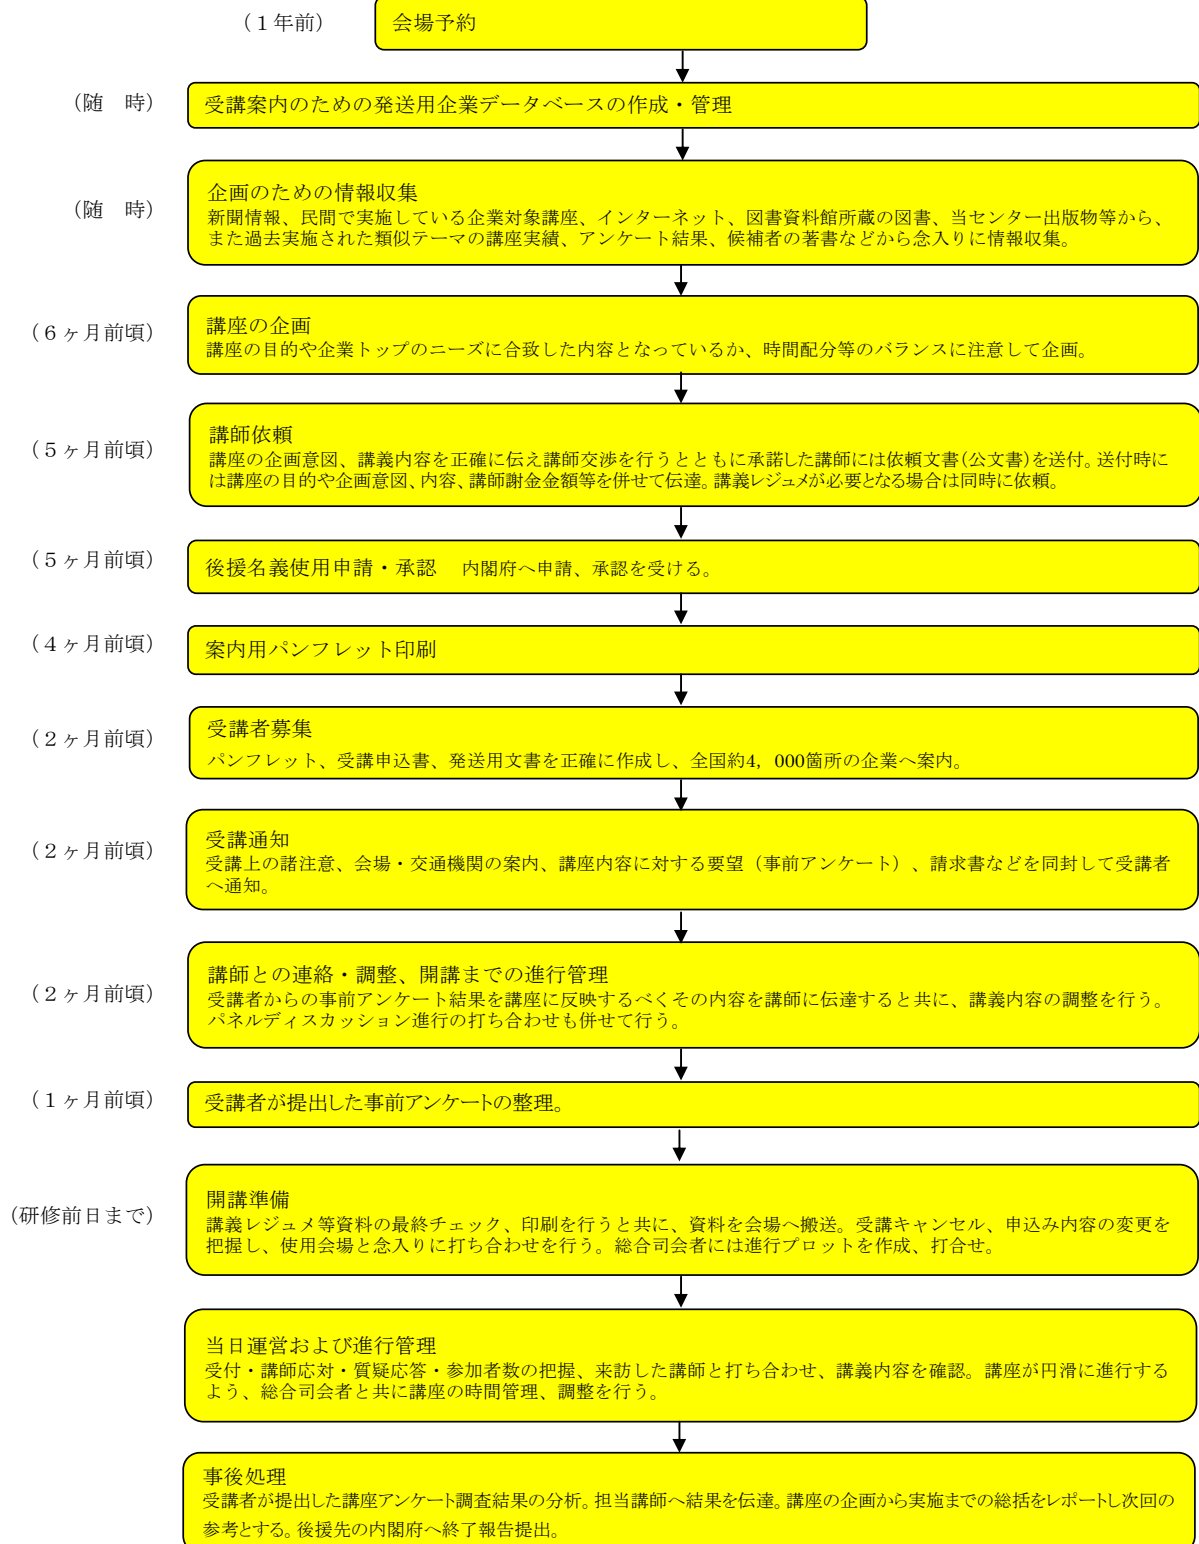 （１年前）
会場予約
（随　時）
受講案内のための発送用企業データベースの作成・管理
（随　時）
企画のための情報収集
新聞情報、民間で実施している企業対象講座、インターネット、図書資料館所蔵の図書、当センター出版物等から、
また過去実施された類似テーマの講座実績、アンケート結果、候補者の著書などから念入りに情報収集。
（６ヶ月前頃）
講座の企画
講座の目的や企業トップのニーズに合致した内容となっているか、時間配分等のバランスに注意して企画。
（５ヶ月前頃）
講師依頼
講座の企画意図、講義内容を正確に伝え講師交渉を行うとともに承諾した講師には依頼文書(公文書)を送付。送付時に
は講座の目的や企画意図、内容、講師謝金金額等を併せて伝達。講義レジュメが必要となる場合は同時に依頼。
（５ヶ月前頃）
後援名義使用申請・承認　内閣府へ申請、承認を受ける。
（４ヶ月前頃）
案内用パンフレット印刷
（２ヶ月前頃）
受講者募集
パンフレット、受講申込書、発送用文書を正確に作成し、全国約4，000箇所の企業へ案内。
（２ヶ月前頃）
受講通知
受講上の諸注意、会場・交通機関の案内、講座内容に対する要望（事前アンケート）、請求書などを同封して受講者
へ通知。
（２ヶ月前頃）
講師との連絡・調整、開講までの進行管理
受講者からの事前アンケート結果を講座に反映するべくその内容を講師に伝達すると共に、講義内容の調整を行う。
パネルディスカッション進行の打ち合わせも併せて行う。
（１ヶ月前頃）
受講者が提出した事前アンケートの整理。
（研修前日まで）
開講準備
講義レジュメ等資料の最終チェック、印刷を行うと共に、資料を会場へ搬送。受講キャンセル、申込み内容の変更を
把握し、使用会場と念入りに打ち合わせを行う。総合司会者には進行プロットを作成、打合せ。
当日運営および進行管理
受付・講師応対・質疑応答・参加者数の把握、来訪した講師と打ち合わせ、講義内容を確認。講座が円滑に進行する
よう、総合司会者と共に講座の時間管理、調整を行う。
事後処理
受講者が提出した講座アンケート調査結果の分析。担当講師へ結果を伝達。講座の企画から実施までの総括をレポートし次回の
参考とする。後援先の内閣府へ終了報告提出。